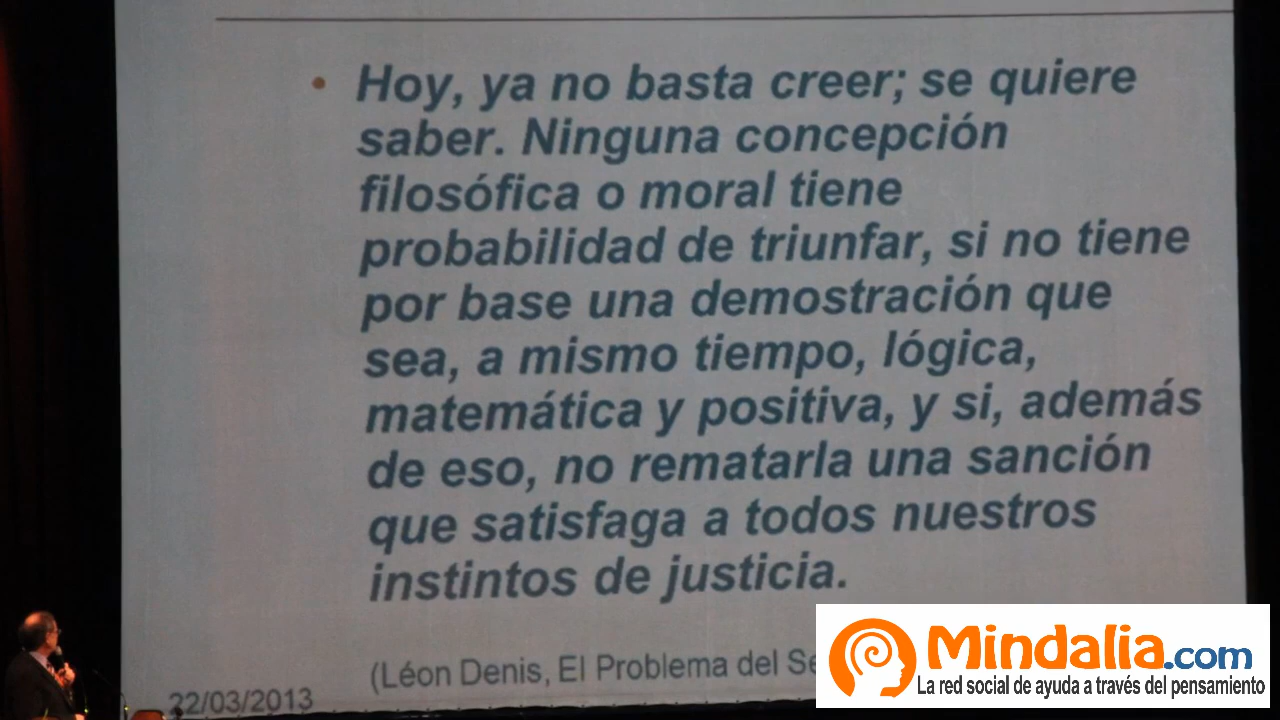 • Hoy, ya no basta creer; se quiere
saber. Ninguna concepción
filosófica o moral tiene
probabilidad de triunfar, si no tiene
por base una demostración que
sea, a mismo tiempo, lógica,
matemática y positiva, y si, además
de eso, no rematarla una sanción
que satisfaga a todos nuestros
instintos de justicia.
(Léon Denis, El Problema del
22/03/2013
Mindalia.com
La red social de ayuda a través del pensamiento